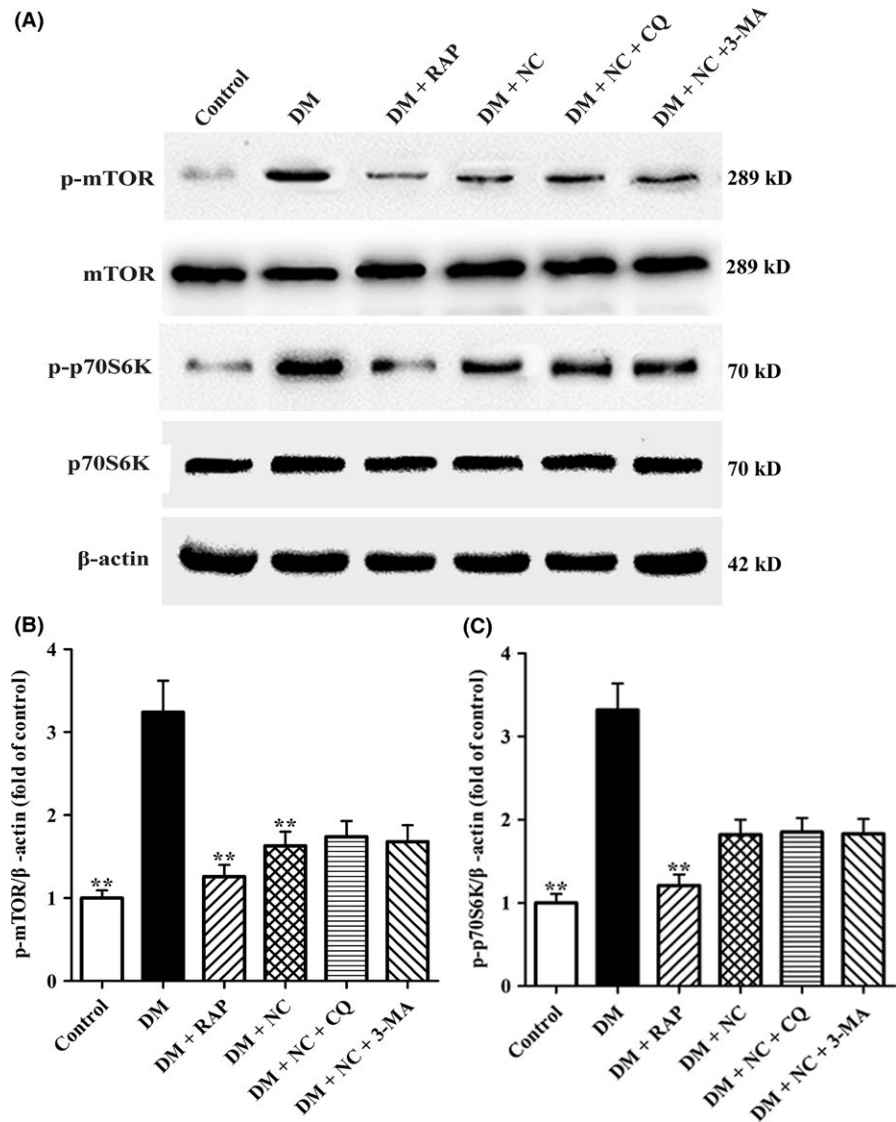 (A)
Control
DM
DM + RAP
DM + NC
DM + NC + CQ
DM + NC +3-MA
p-mTOR
289 kD
mTOR
289 kD
p-p70S6K
70 kD
p70S6K
70 kD
β-actin
42 kD
(B)
p-mTOR/β -actin (fold of control)
4
3
2
1
0
**
**
**
Control
DM
DM + RAP
DM + NC
DM + NC + CQ
DM + NC + 3-MA
(C)
p-p70S6K/β -actin (fold of control)
4
3
2
1
0
**
**
Control
DM
DM + RAP
DM + NC
DM + NC + CQ
DM + NC + 3-MA